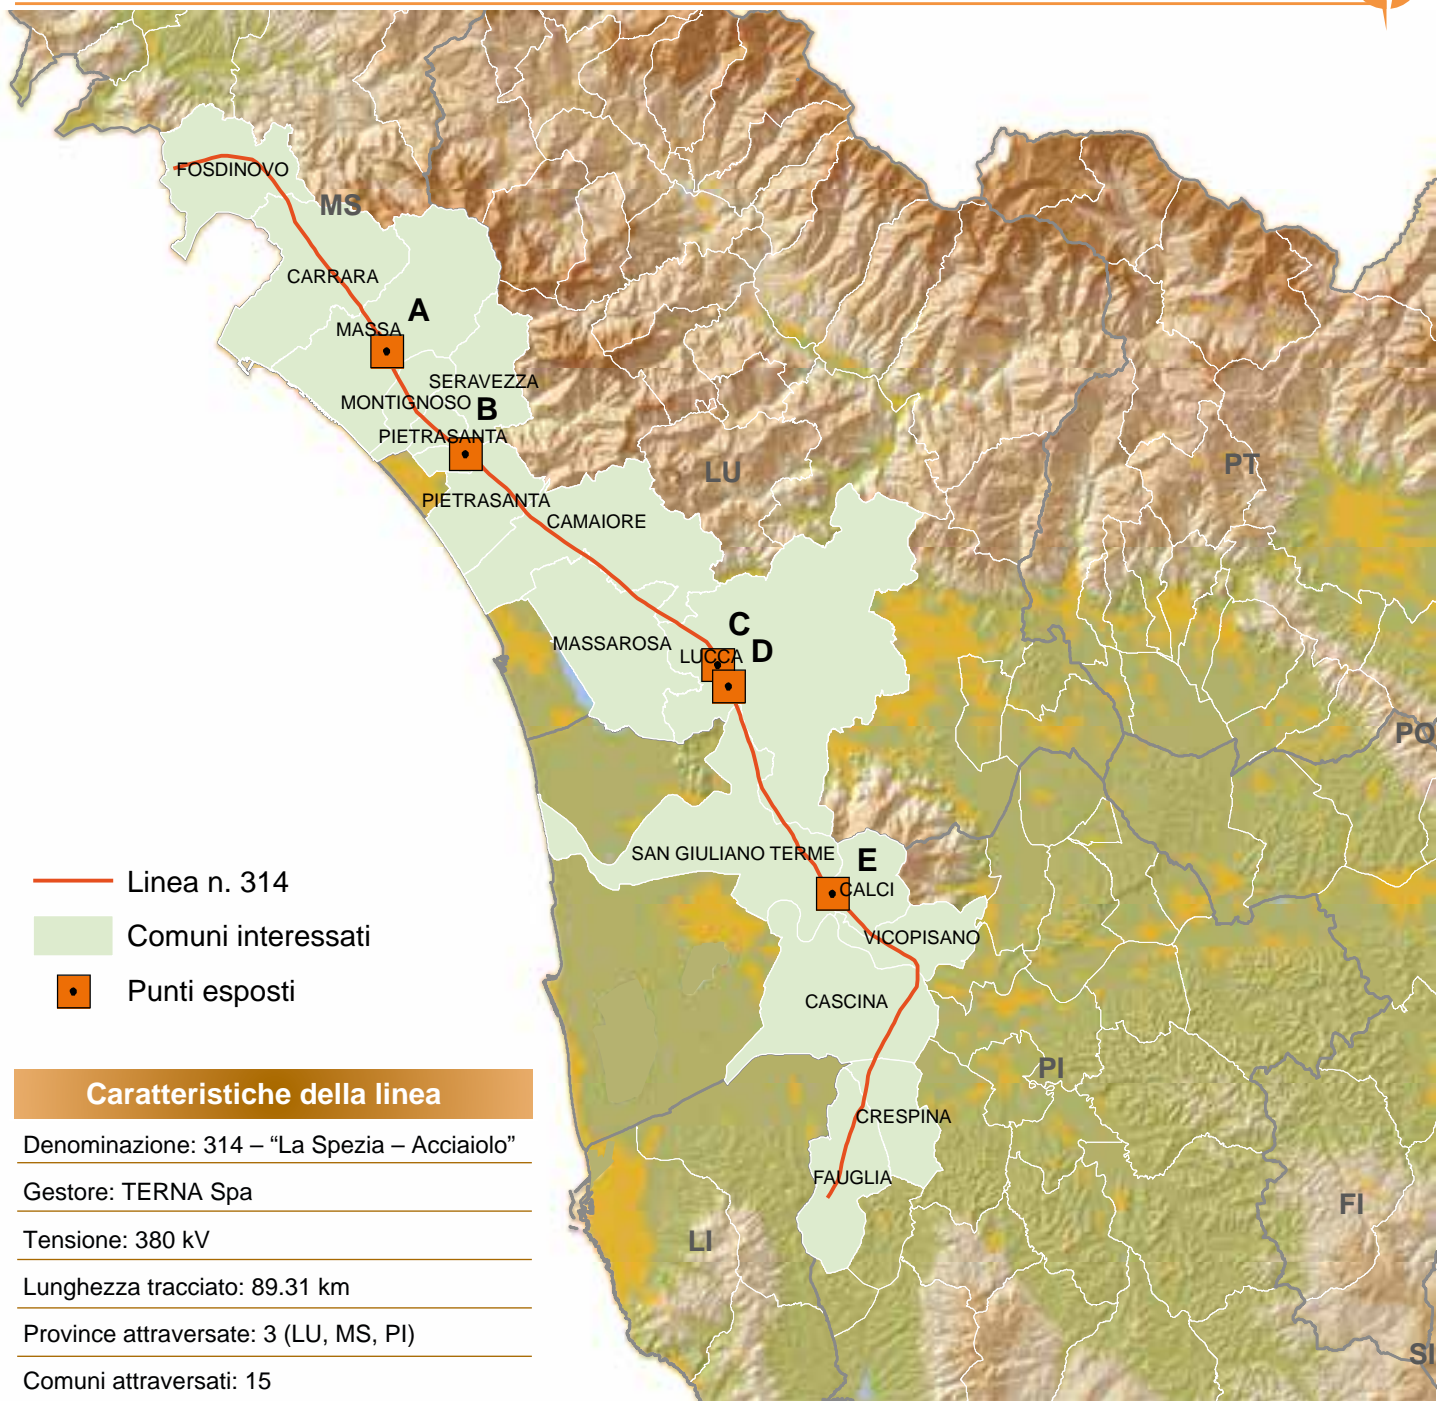 FOSDINOVO
MS
CARRARA
A
MASSA
SERAVEZZA
MONTIGNOSO
B
PIETRASANTA
LU
PT
PIETRASANTA
CAMAIORE
C
MASSAROSA
LUCCA
D
PO
SAN GIULIANO TERME
E
CALCI
VICOPISANO
CASCINA
PI
CRESPINA
FAUGLIA
FI
LI
SI
Linea n. 314
Comuni interessati
Punti esposti
Caratteristiche della linea
Denominazione: 314 – “La Spezia – Acciaiolo”
Gestore: TERNA Spa
Tensione: 380 kV
Lunghezza tracciato: 89.31 km
Province attraversate: 3 (LU, MS, PI)
Comuni attraversati: 15